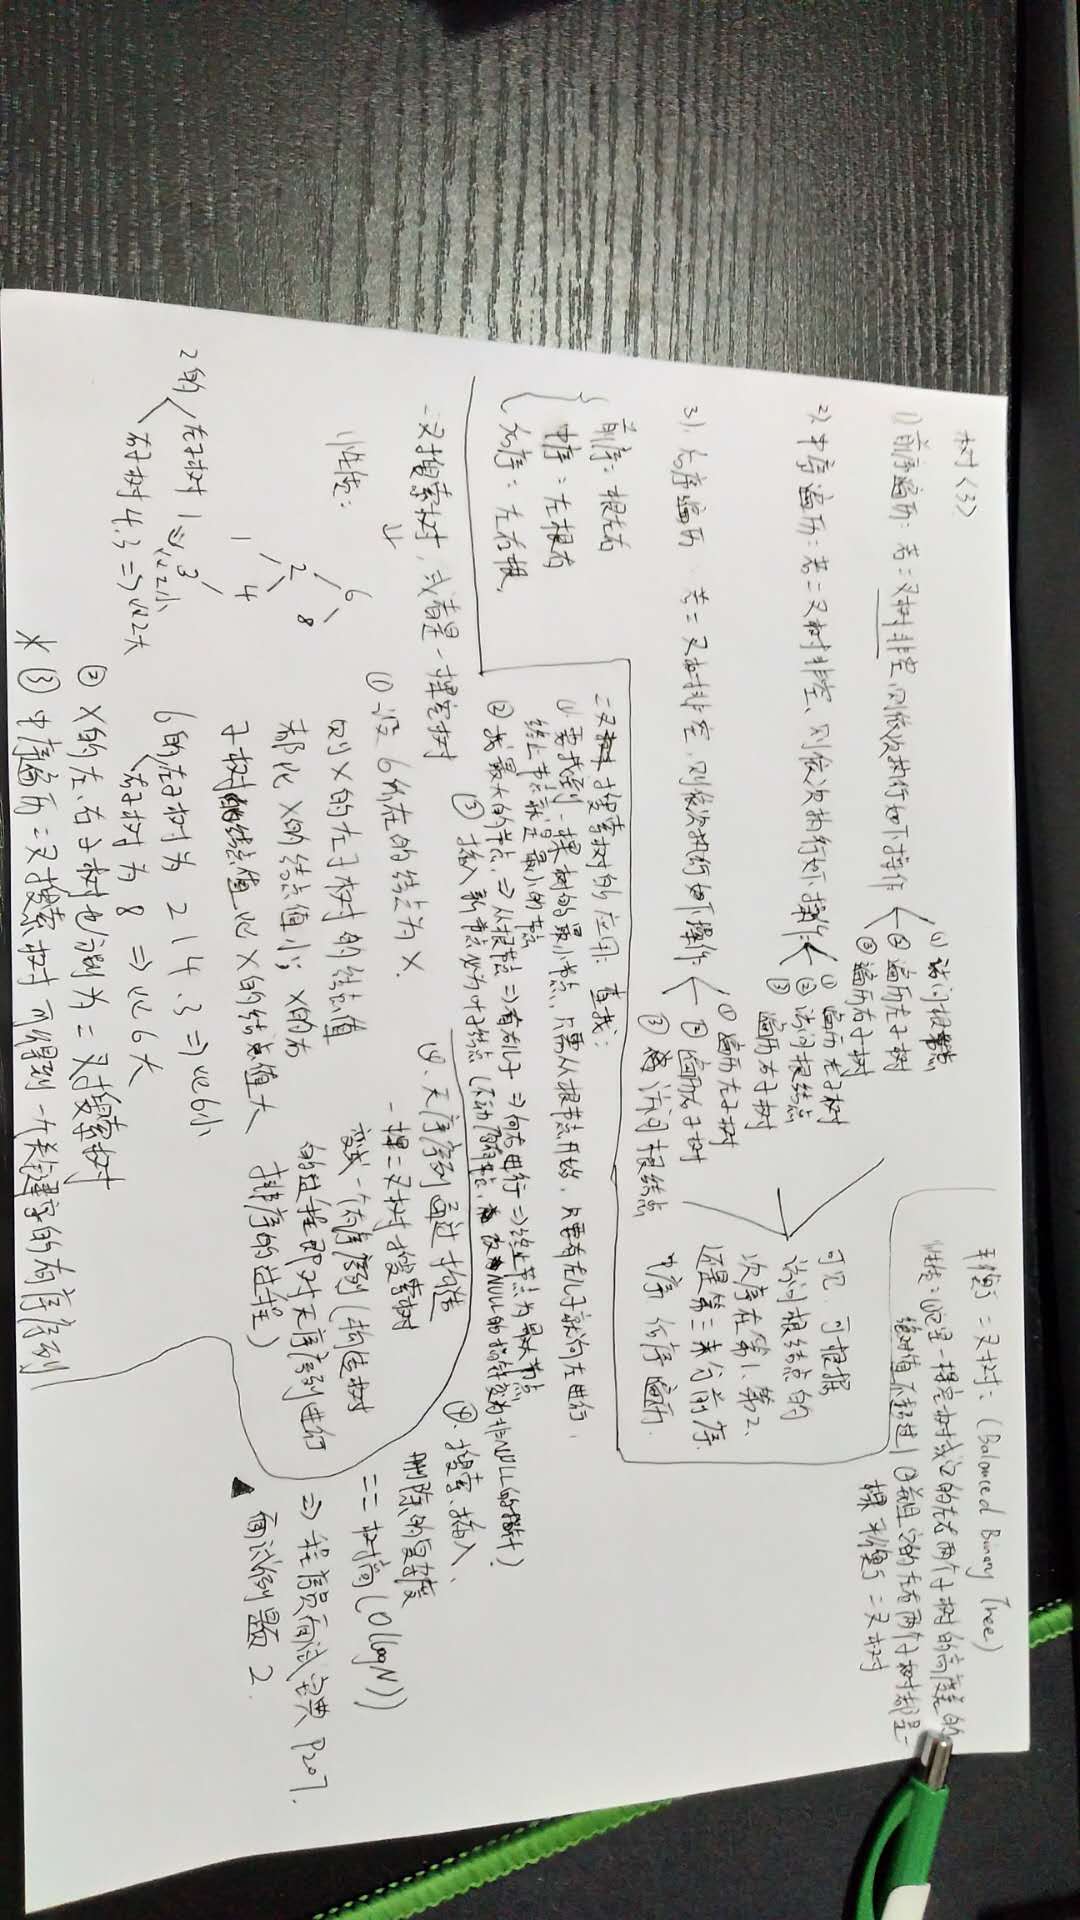 树<3>
1) 前序遍历: 若二叉树非空,则依次执行如下操作
① 访问根节点
② 遍历左子树
③ 遍历右子树
2). 中序遍历: 若二叉树非空、则依次执行如下操作
① 遍历左子树
② 访问根结点
③ 遍历右子树
3). 后序遍历 若二叉树非空,则依次执行如下操作
① 遍历左子树
② 遍历右子树
③ 访问根结点
可见 可根据
访问根结点的
次序在第1、第2、
还是第三来分前序.
中序 后序遍历.
平衡二叉树: (Balanced Binary Tree)
性质: ①它是一棵空树或它的左右两个子树的高度差的
绝对值不超过1 ②并且它的左右两个子树都是一
棵平衡二叉树
前序: 根左右
中序: 左根右
后序: 左右根.
二叉搜索树的应用: 查找:
① 要找到一棵树的最小节点, 只需从根节点开始, 只要有左儿子就向左进行,
终止节点就是最小的节点
② 找最大的节点, ⇒ 从根节点 ⇒ 有右儿子 ⇒ 向右进行 ⇒ 终止节点为最大节点
③ 插入新节点必为叶子结点 (不动原有节点, 改NULL的指针变为非NULL的指针)
④. 搜索、插入、
删除的复杂度
== 树高(O(logN))
⇒ 程序员面试宝典 P207.
面试例题 2.
二叉搜索树, 或者是一棵空树
性质:
6
2 8
1 4
3
2的 左子树 1 ⇒ 比2小
右子树 4.3 ⇒ 比2大
① 设 6所在的结点为 X.
则 X的左子树的结点值
都比 X的结点值小; X的右
子树的结点值比 X的结点值大
6的左子树为 2 1 4 .3 ⇒ 比6小
右子树为 8 ⇒ 比6大
② X的左、右子树也分别为二叉搜索树
* ③ 中序遍历二叉搜索树可得到一个关键字的有序序列
④. 无序序列通过构造
一棵二叉树搜索树
变成一个有序序列 (构造树
的过程即对无序序列进行
排序的过程)